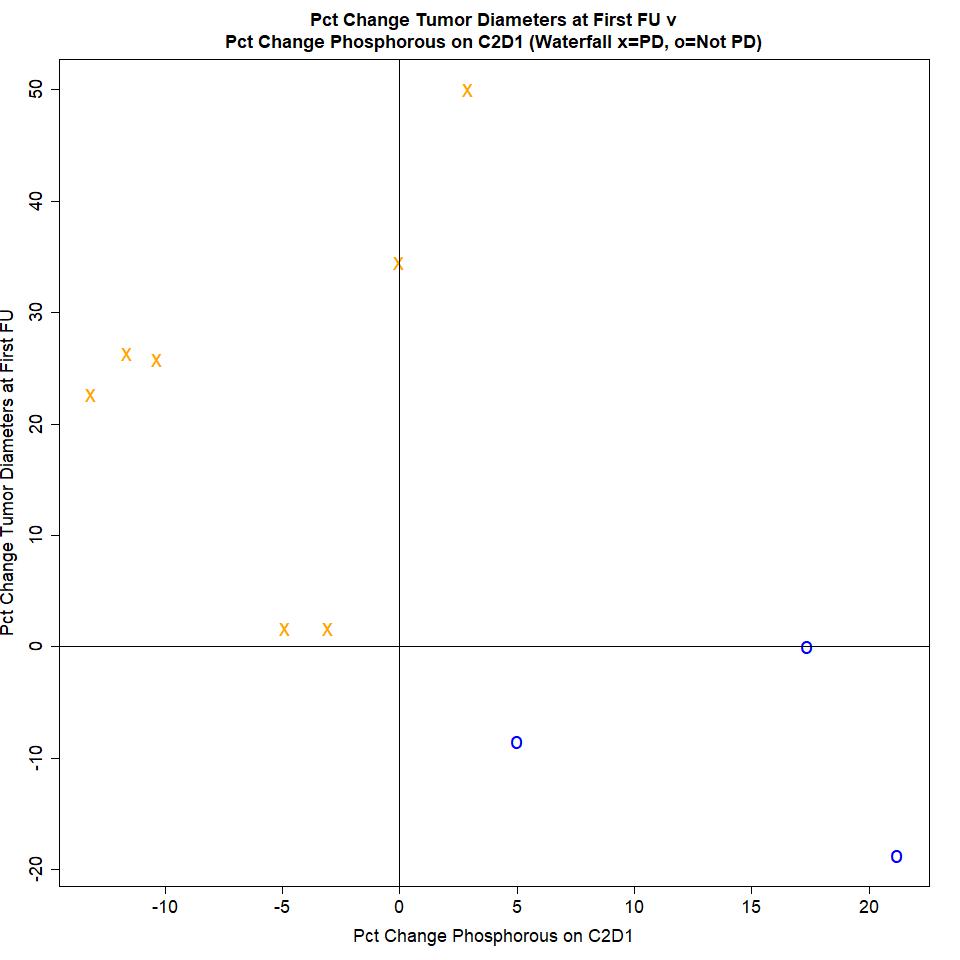 Pct Change Tumor Diameters at First FU v
Pct Change Phosphorous on C2D1 (Waterfall x=PD, o=Not PD)
Pct Change Tumor Diameters at First FU
50
40
30
20
10
0
-10
-20
X
X
X
X
X
X
X
O
O
O
-10
-5
0
5
10
15
20
Pct Change Phosphorous on C2D1